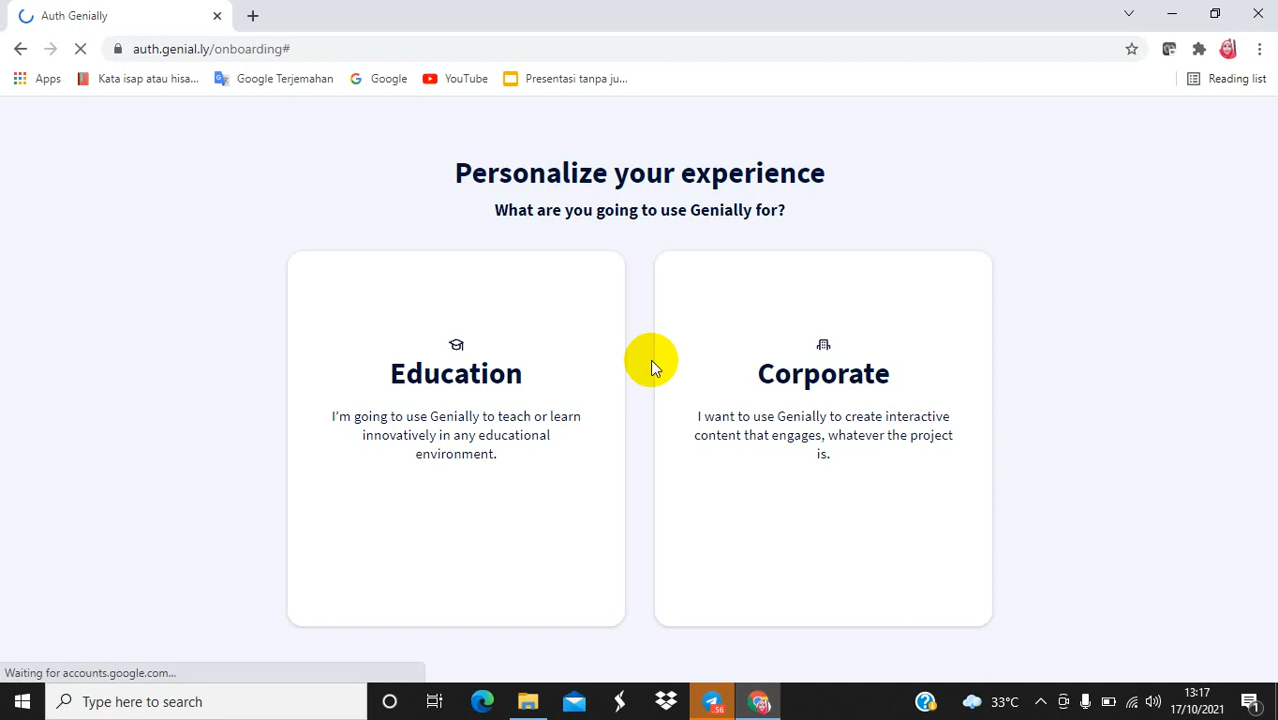 Auth Genially
auth.genial.ly/onboarding#
Apps
Kata isap atau hisa...
Google Terjemahan
Google
YouTube
Presentasi tanpa ju...
Reading list
Personalize your experience
What are you going to use Genially for?
Education
I'm going to use Genially to teach or learn
innovatively in any educational
environment.
Corporate
I want to use Genially to create interactive
content that engages, whatever the project
is.
Waiting for accounts.google.com...
Type here to search
56
33°C
13:17
17/10/2021
1